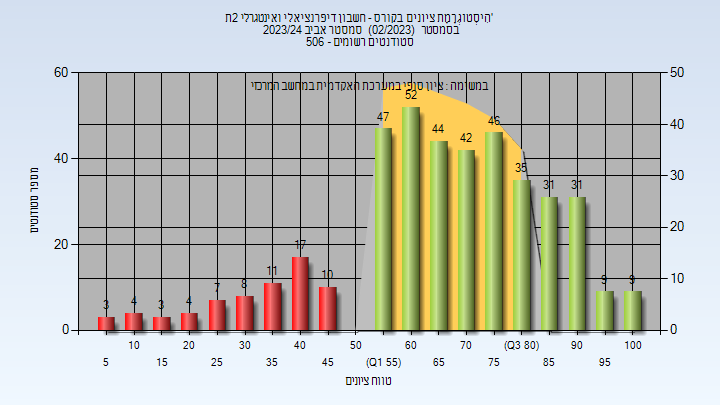 היסטוגרמת ציונים בקורס - חשבון דיפרנציאלי ואינטגרלי 2ת'
בסמסטר (02/2023) סמסטר אביב 2023/24
סטודנטים רשומים - 506
במשימה : ציון סופי במערכת האקדמית במחשב המרכזי
60 50
40 40
30
20 20
10
0 0
מספר סטודנטים
3 4 3 4 7 8 11 17 10 47 52 44 42 46 35 31 31 9 9
10 20 30 40 50 60 70 (Q3 80) 90 100
5 15 25 35 45 (Q1 55) 65 75 85 95
טווח ציונים